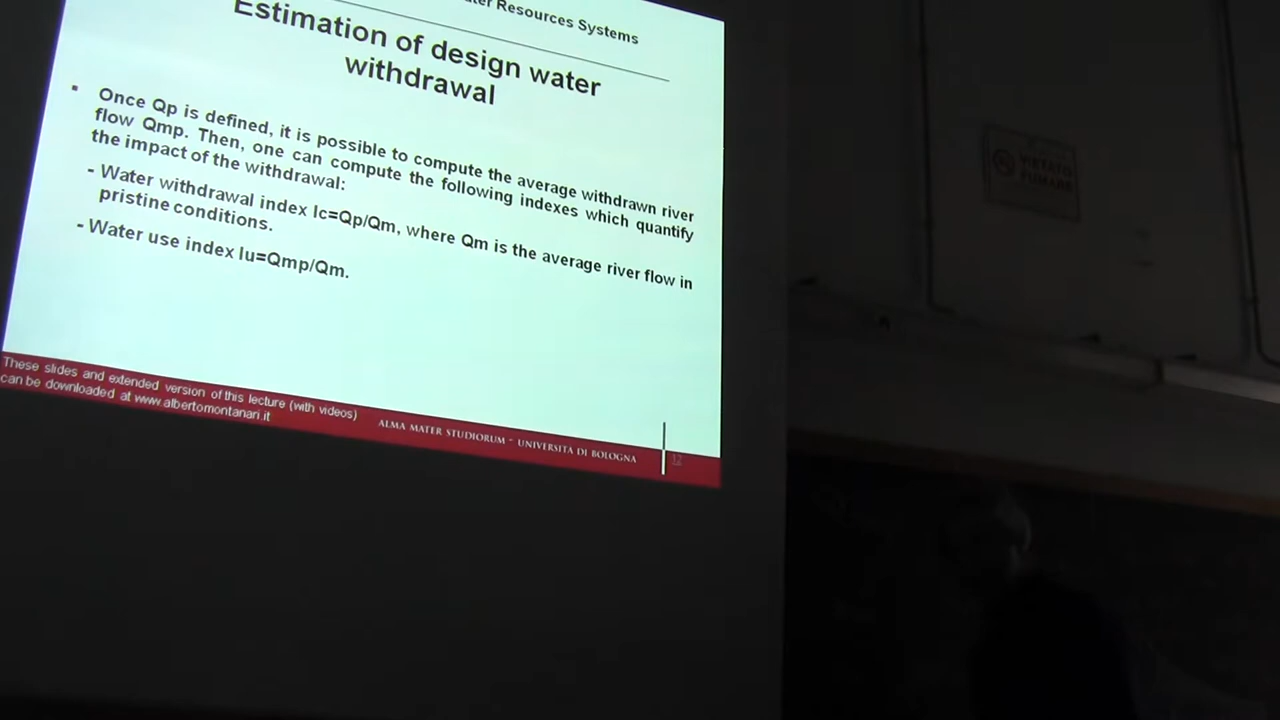 Resources Systems
Estimation of design water
withdrawal
Once Qp is defined, it is possible to compute the average withdrawn river
flow Qmp. Then, one can compute the following indexes which quantify
the impact of the withdrawal:
- Water withdrawal index Ic=Qp/Qm, where Qm is the average river flow in
pristine conditions.
- Water use index Iu=Qmp/Qm.
These slides and extended version of this lecture (with videos)
can be downloaded at www.albertomontanari.it
ALMA MATER STUDIORUM - UNIVERSITÀ DI BOLOGNA
12
VIETATO
FUMARE